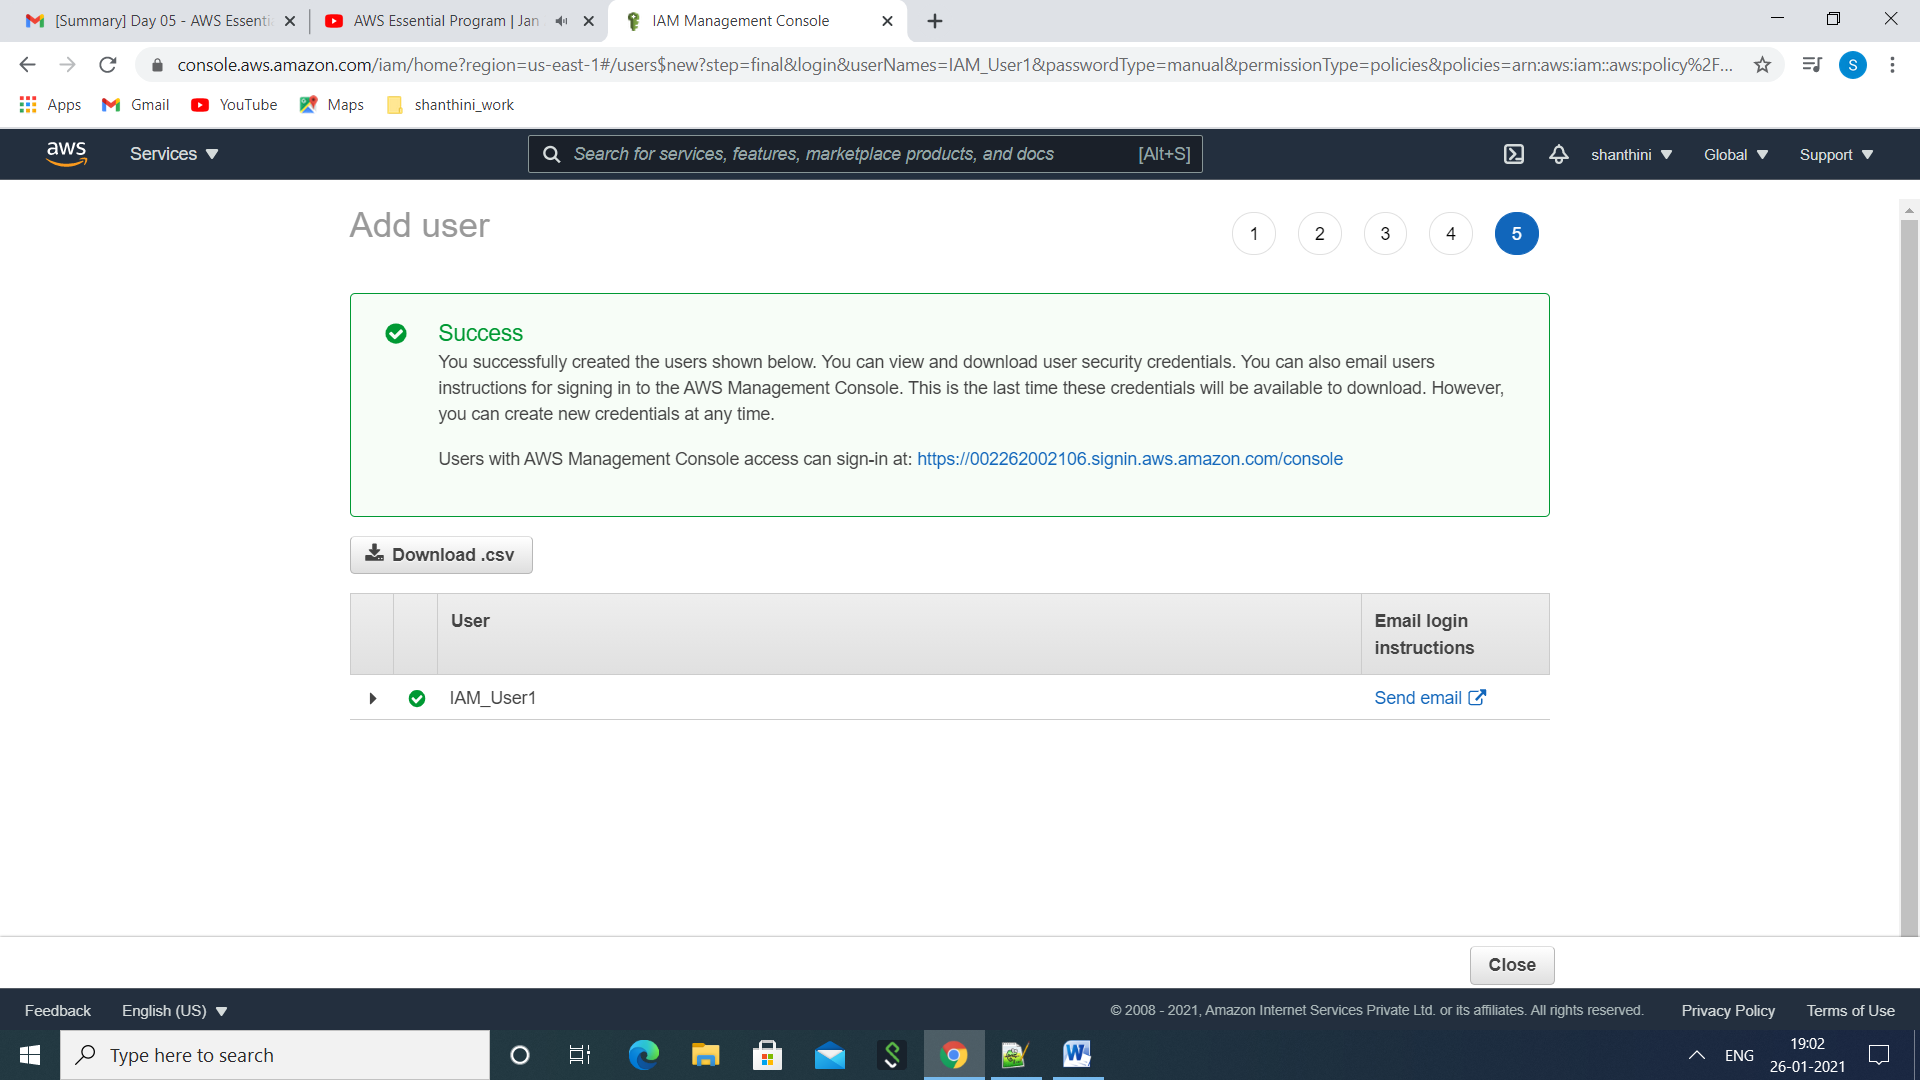 [Summary] Day 05 - AWS Essenti
AWS Essential Program | Jan
IAM Management Console
console.aws.amazon.com/iam/home?region=us-east-1#/users$new?step=final&login&userNames=IAM_User1&passwordType=manual&permissionType=policies&policies=arn:aws:iam::aws:policy%2F...
S
Apps
Gmail
YouTube
Maps
shanthini_work
aws
Services
Search for services, features, marketplace products, and docs
[Alt+S]
shanthini
Global
Support
Add user
1
2
3
4
5
Success
You successfully created the users shown below. You can view and download user security credentials. You can also email users
instructions for signing in to the AWS Management Console. This is the last time these credentials will be available to download. However,
you can create new credentials at any time.
Users with AWS Management Console access can sign-in at: https://002262002106.signin.aws.amazon.com/console
Download .csv
User
Email login
instructions
IAM_User1
Send email
Close
Feedback
English (US)
© 2008 - 2021, Amazon Internet Services Private Ltd. or its affiliates. All rights reserved.
Privacy Policy
Terms of Use
Type here to search
ENG
19:02
26-01-2021